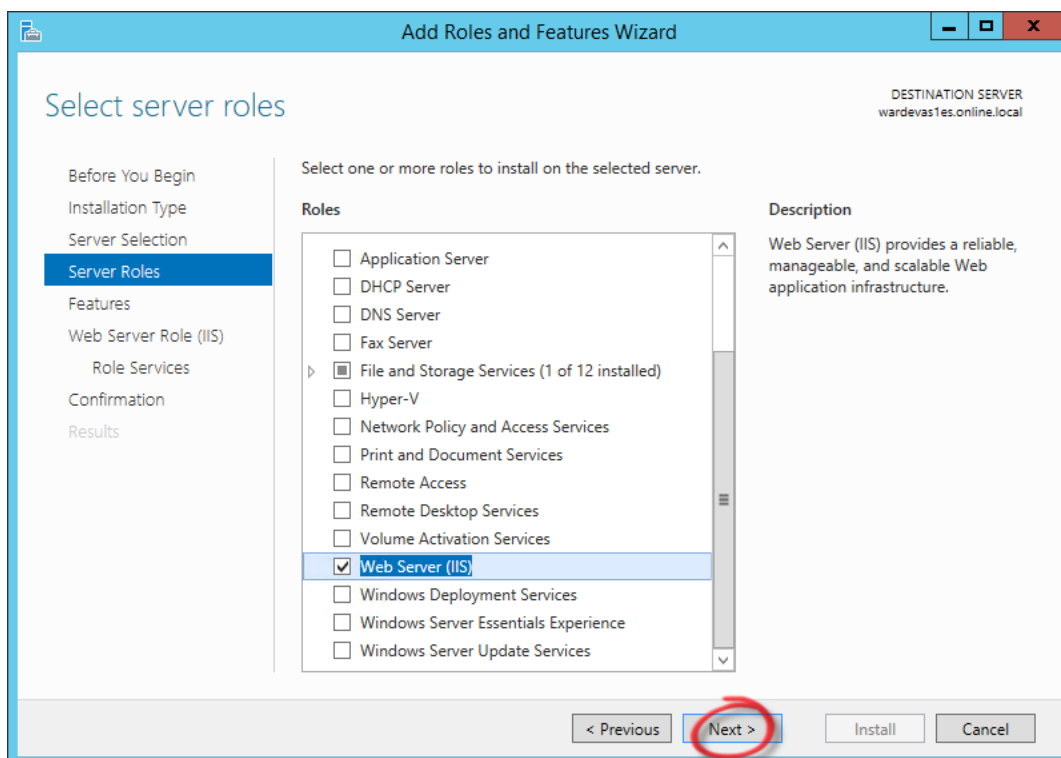 Add Roles and Features Wizard
Select server roles
DESTINATION SERVER
wardevas1es.online.local
Before You Begin
Installation Type
Server Selection
Server Roles
Features
Web Server Role (IIS)
Role Services
Confirmation
Results
Select one or more roles to install on the selected server.
Roles
Application Server
DHCP Server
DNS Server
Fax Server
File and Storage Services (1 of 12 installed)
Hyper-V
Network Policy and Access Services
Print and Document Services
Remote Access
Remote Desktop Services
Volume Activation Services
Web Server (IIS)
Windows Deployment Services
Windows Server Essentials Experience
Windows Server Update Services
Description
Web Server (IIS) provides a reliable,
manageable, and scalable Web
application infrastructure.
< Previous
Next >
Install
Cancel